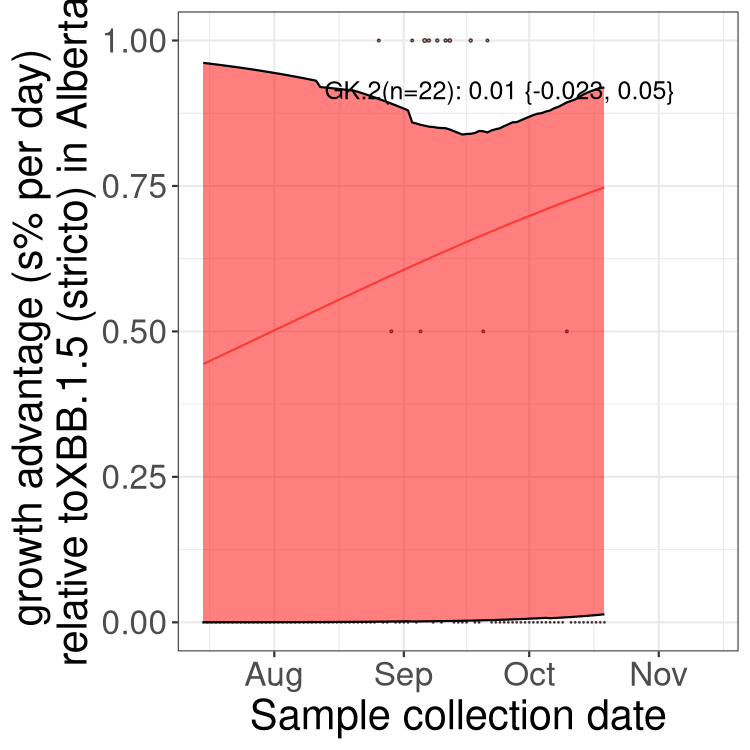 growth advantage (s% per day)
relative toXBB.1.5 (stricto) in Alberta
1.00
0.75
0.50
0.25
0.00
GK.2(n=22): 0.01 {-0.023, 0.05}
Aug Sep Oct Nov
Sample collection date